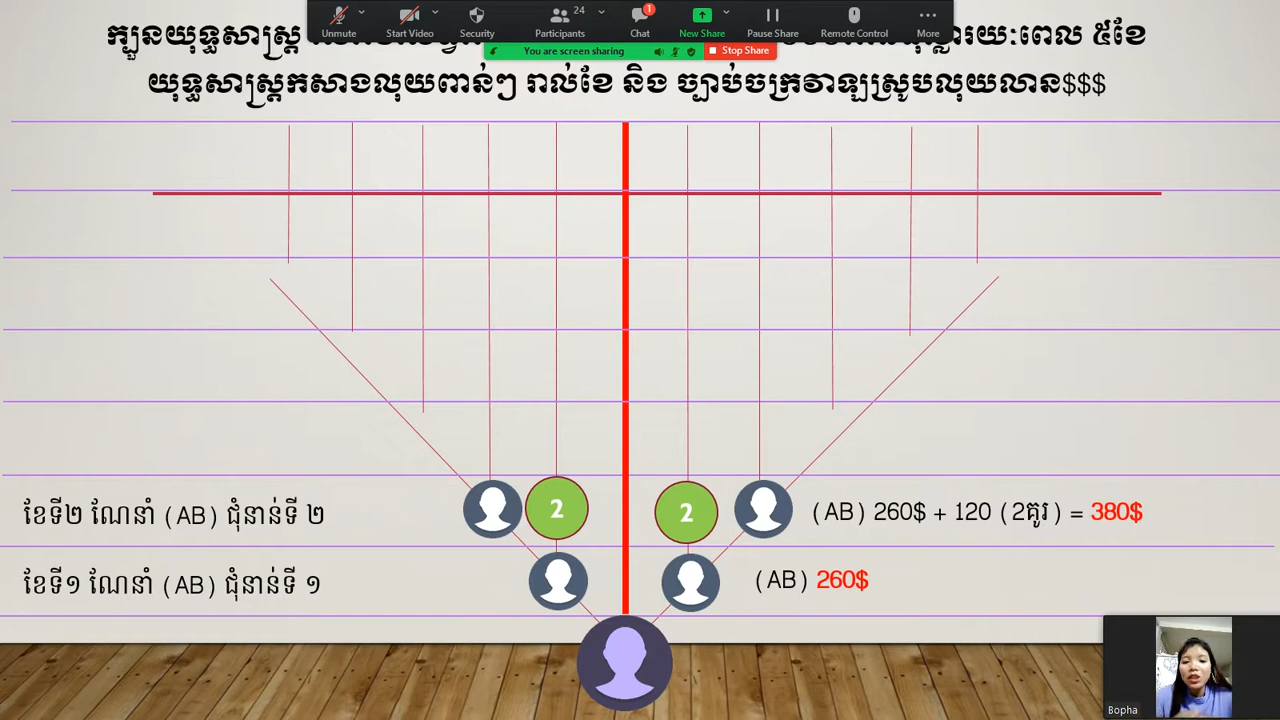 Unmute
Start Video
Security
24
Participants
1
Chat
New Share
Pause Share
Remote Control
More
You are screen sharing
Stop Share
ក្បួនយុទ្ធសាស្ត្រ
រយៈពេល ៥ខែ
យុទ្ធសាស្ត្រកសាងលុយពាន់ៗ រាល់ខែ និង ច្បាប់ចក្រវាឡស្រូបលុយលាន$$$
ខែទី២ ណែនាំ (AB) ជុំនាន់ទី ២
2
2
(AB) 260$ + 120 (2គូរ) = 380$
ខែទី១ ណែនាំ (AB) ជុំនាន់ទី ១
(AB) 260$
Bopha